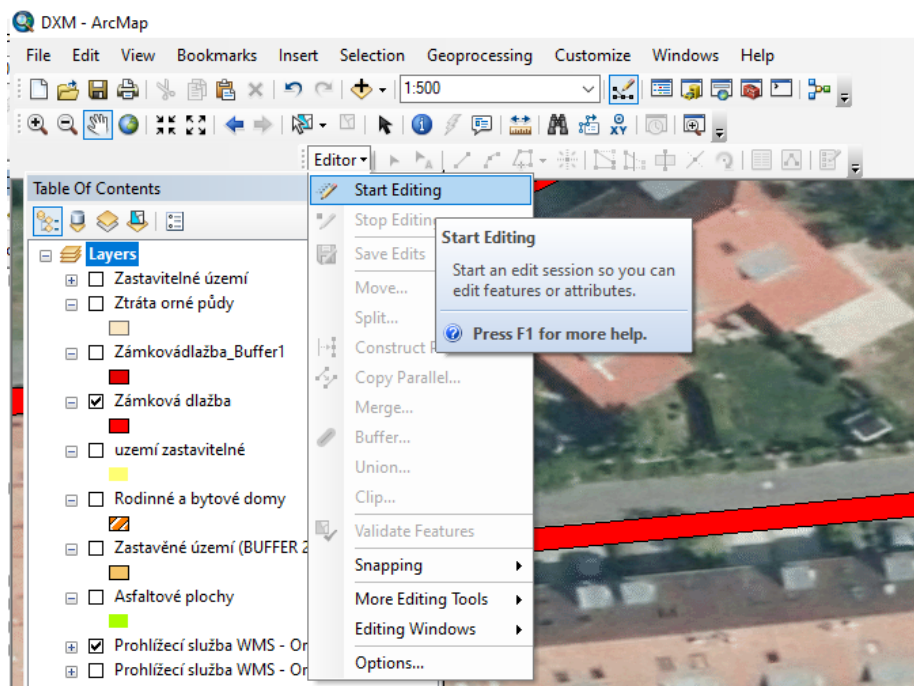 DXM - ArcMap
File Edit View Bookmarks Insert Selection Geoprocessing Customize Windows Help
1:500
Editor
Table Of Contents
Start Editing
Stop Editing
Start Editing
Start an edit session so you can
edit features or attributes.
Press F1 for more help.
Save Edits
Move...
Split...
Construct
Copy Parallel...
Merge...
Buffer...
Union...
Clip...
Validate Features
Snapping
More Editing Tools
Editing Windows
Options...
Layers
Zastavitelné území
Ztráta orné půdy
Zámkovádlažba_Buffer1
Zámková dlažba
uzemí zastavitelné
Rodinné a bytové domy
Zastavěné území (BUFFER 2
Asfaltové plochy
Prohlížecí služba WMS - Or
Prohlížecí služba WMS - Or